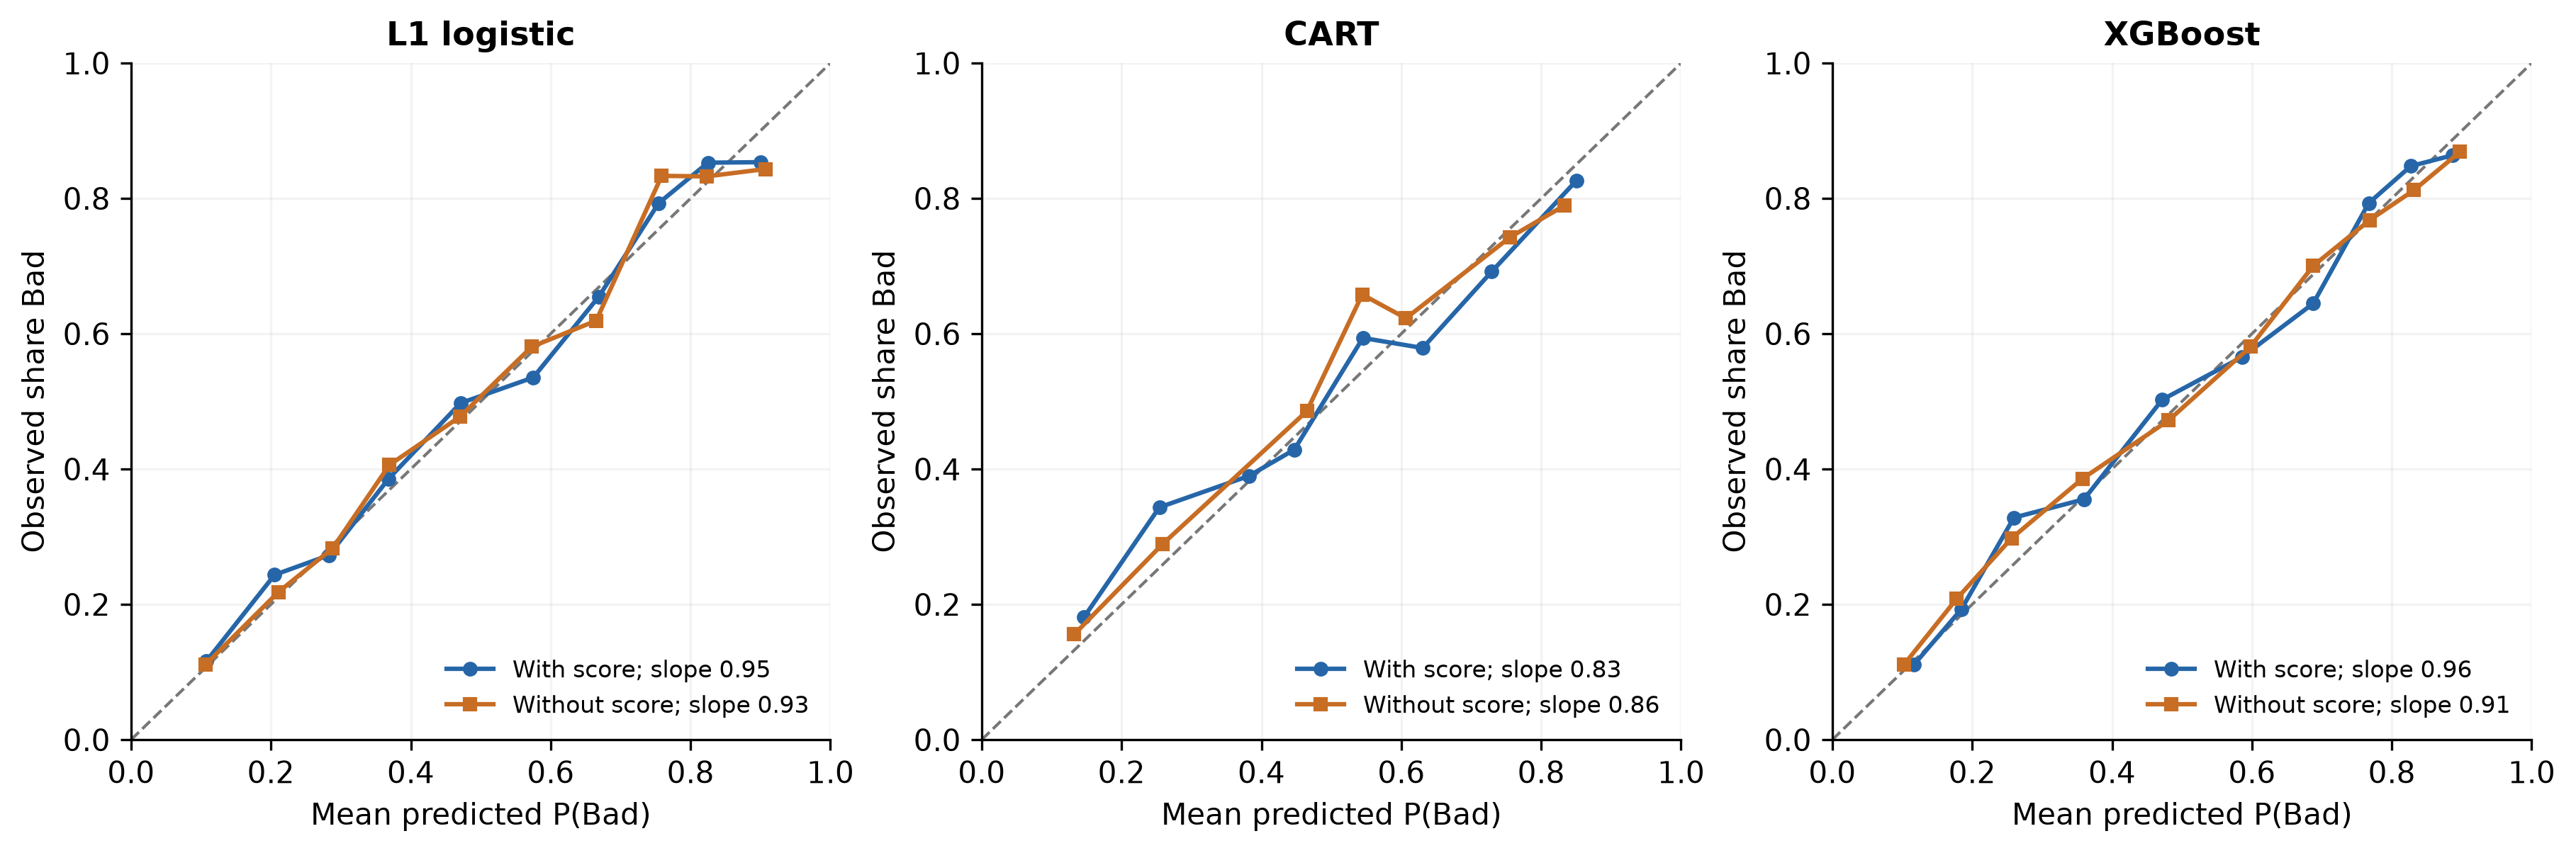 L1 logistic
1.0
0.8
0.6
0.4
0.2
0.0
Observed share Bad
With score; slope 0.95
Without score; slope 0.93
0.0 0.2 0.4 0.6 0.8 1.0
Mean predicted P(Bad)
CART
1.0
0.8
0.6
0.4
0.2
0.0
Observed share Bad
With score; slope 0.83
Without score; slope 0.86
0.0 0.2 0.4 0.6 0.8 1.0
Mean predicted P(Bad)
XGBoost
1.0
0.8
0.6
0.4
0.2
0.0
Observed share Bad
With score; slope 0.96
Without score; slope 0.91
0.0 0.2 0.4 0.6 0.8 1.0
Mean predicted P(Bad)